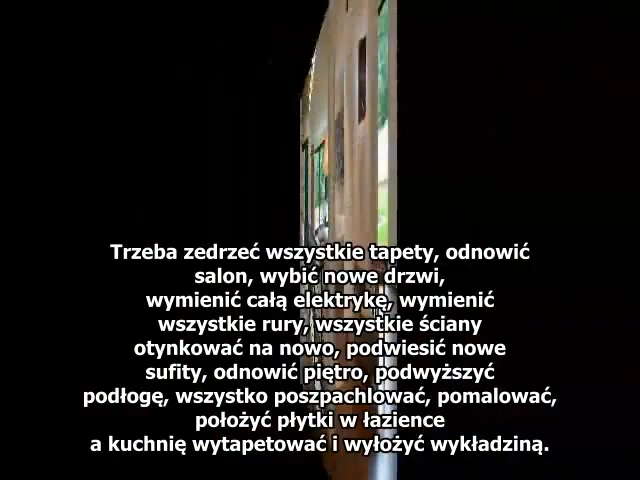 Trzeba zedrzeć wszystkie tapety, odnowić
salon, wybić nowe drzwi,
wymienić całą elektrykę, wymienić
wszystkie rury, wszystkie ściany
otynkować na nowo, podwiesić nowe
sufity, odnowić piętro, podwyższyć
podłogę, wszystko poszpachlować, pomalować,
położyć płytki w łazience
a kuchnię wytapetować i wyłożyć wykładziną.